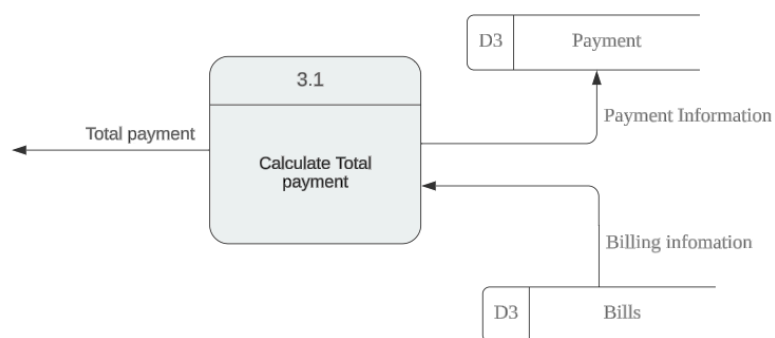 D3 Payment
3.1
Payment Information
Total payment
Calculate Total
payment
Billing infomation
D3 Bills